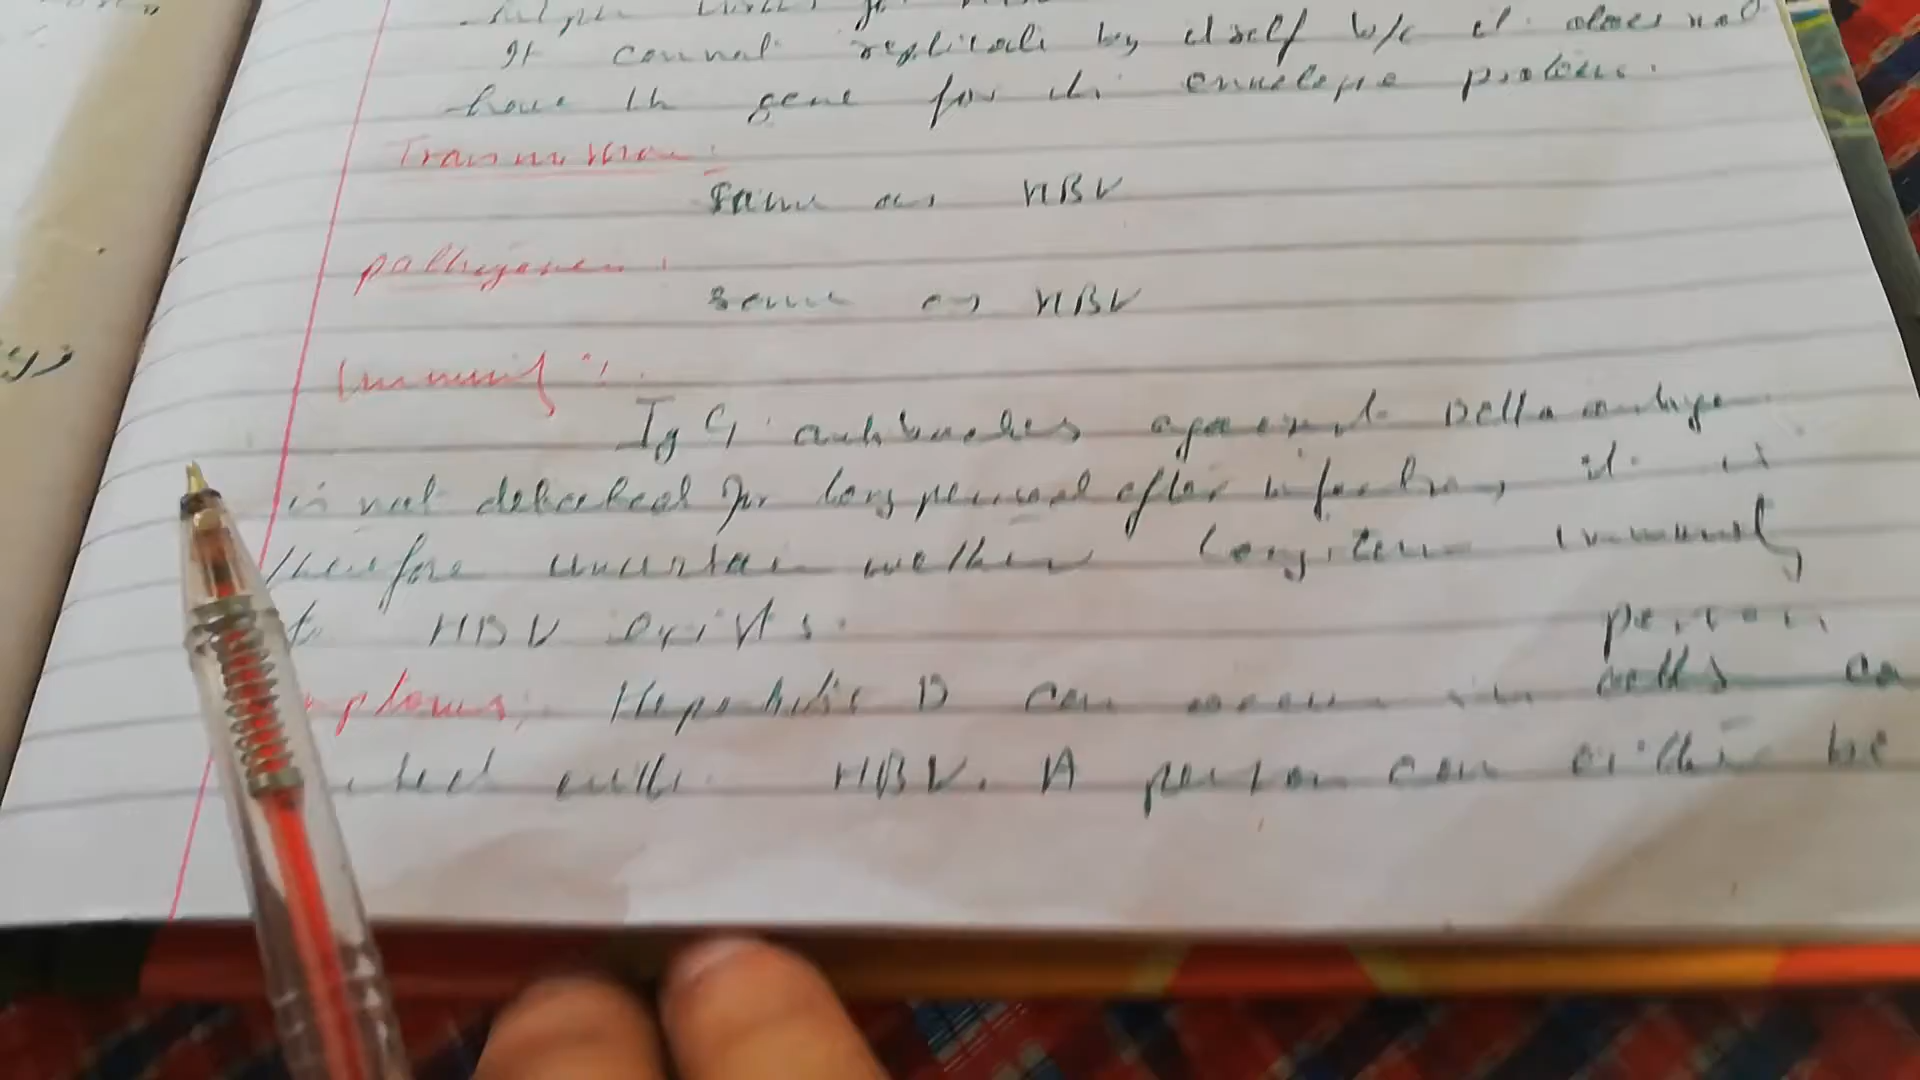 It cannot replicate by itself b/c it does not
have the gene for the envelope proteins.
Transmission:
Same as HBV
pathogenesis:
Same as HBV
Immunity:
IgG antibodies against Delta antigen
is not detected for long period after infection, it is
therefore uncertain wether long-term immunity
to HDV exists.
person
Hepatitis D can occur in cells
with HBV. A person can either be